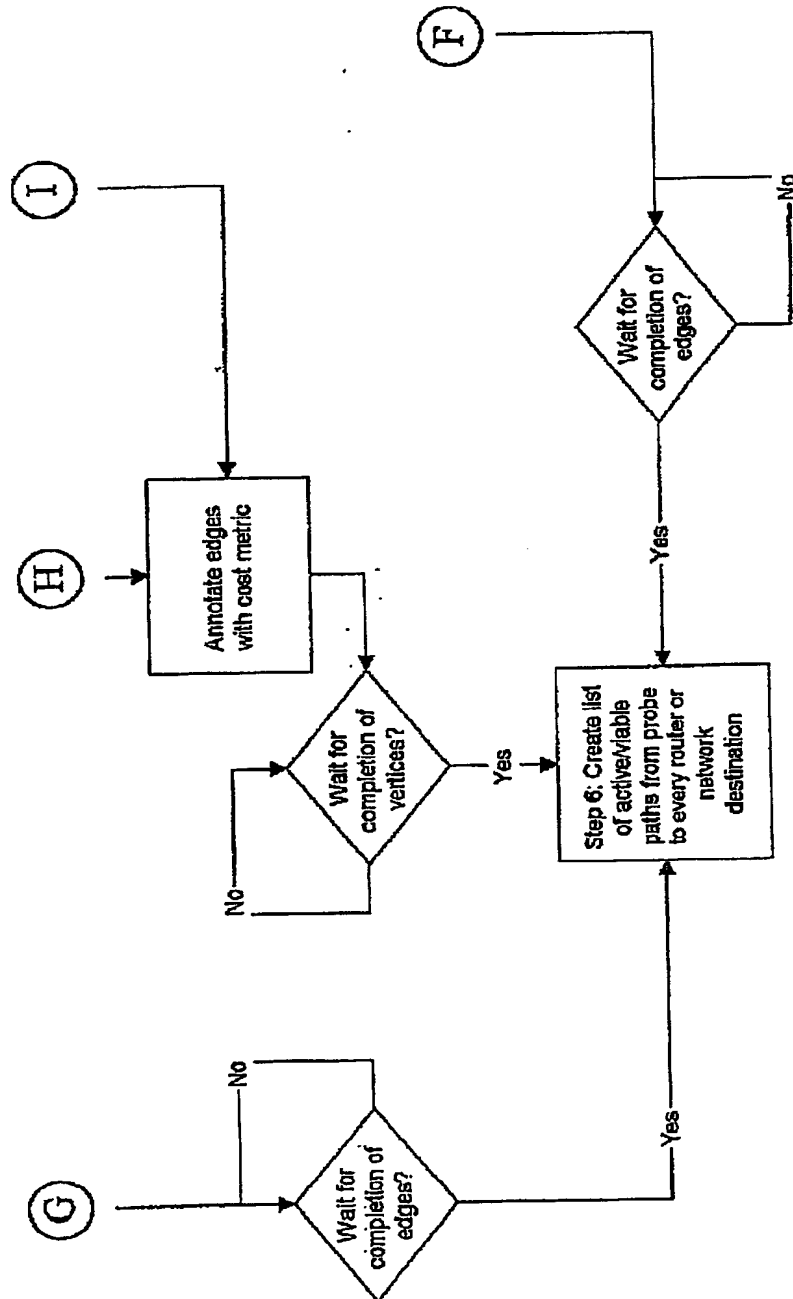 G
H
I
F
Wait for
completion of
edges?
No
Yes
Annotate edges
with cost metric
Wait for
completion of
vertices?
No
Yes
Step 6: Create list
of active/viable
paths from probe
to every router or
network
destination
Wait for
completion of
edges?
No
Yes